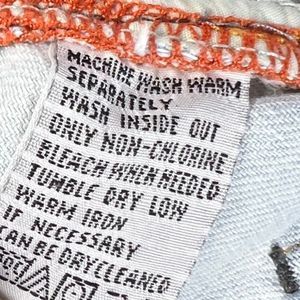 MACHINE WASH WARM
SEPARATELY
WASH INSIDE OUT
ONLY NON-CHLORINE
BLEACH WHEN NEEDED
TUMBLE DRY LOW
WARM IRON
IF NECESSARY
CAN BE DRYCLEANED